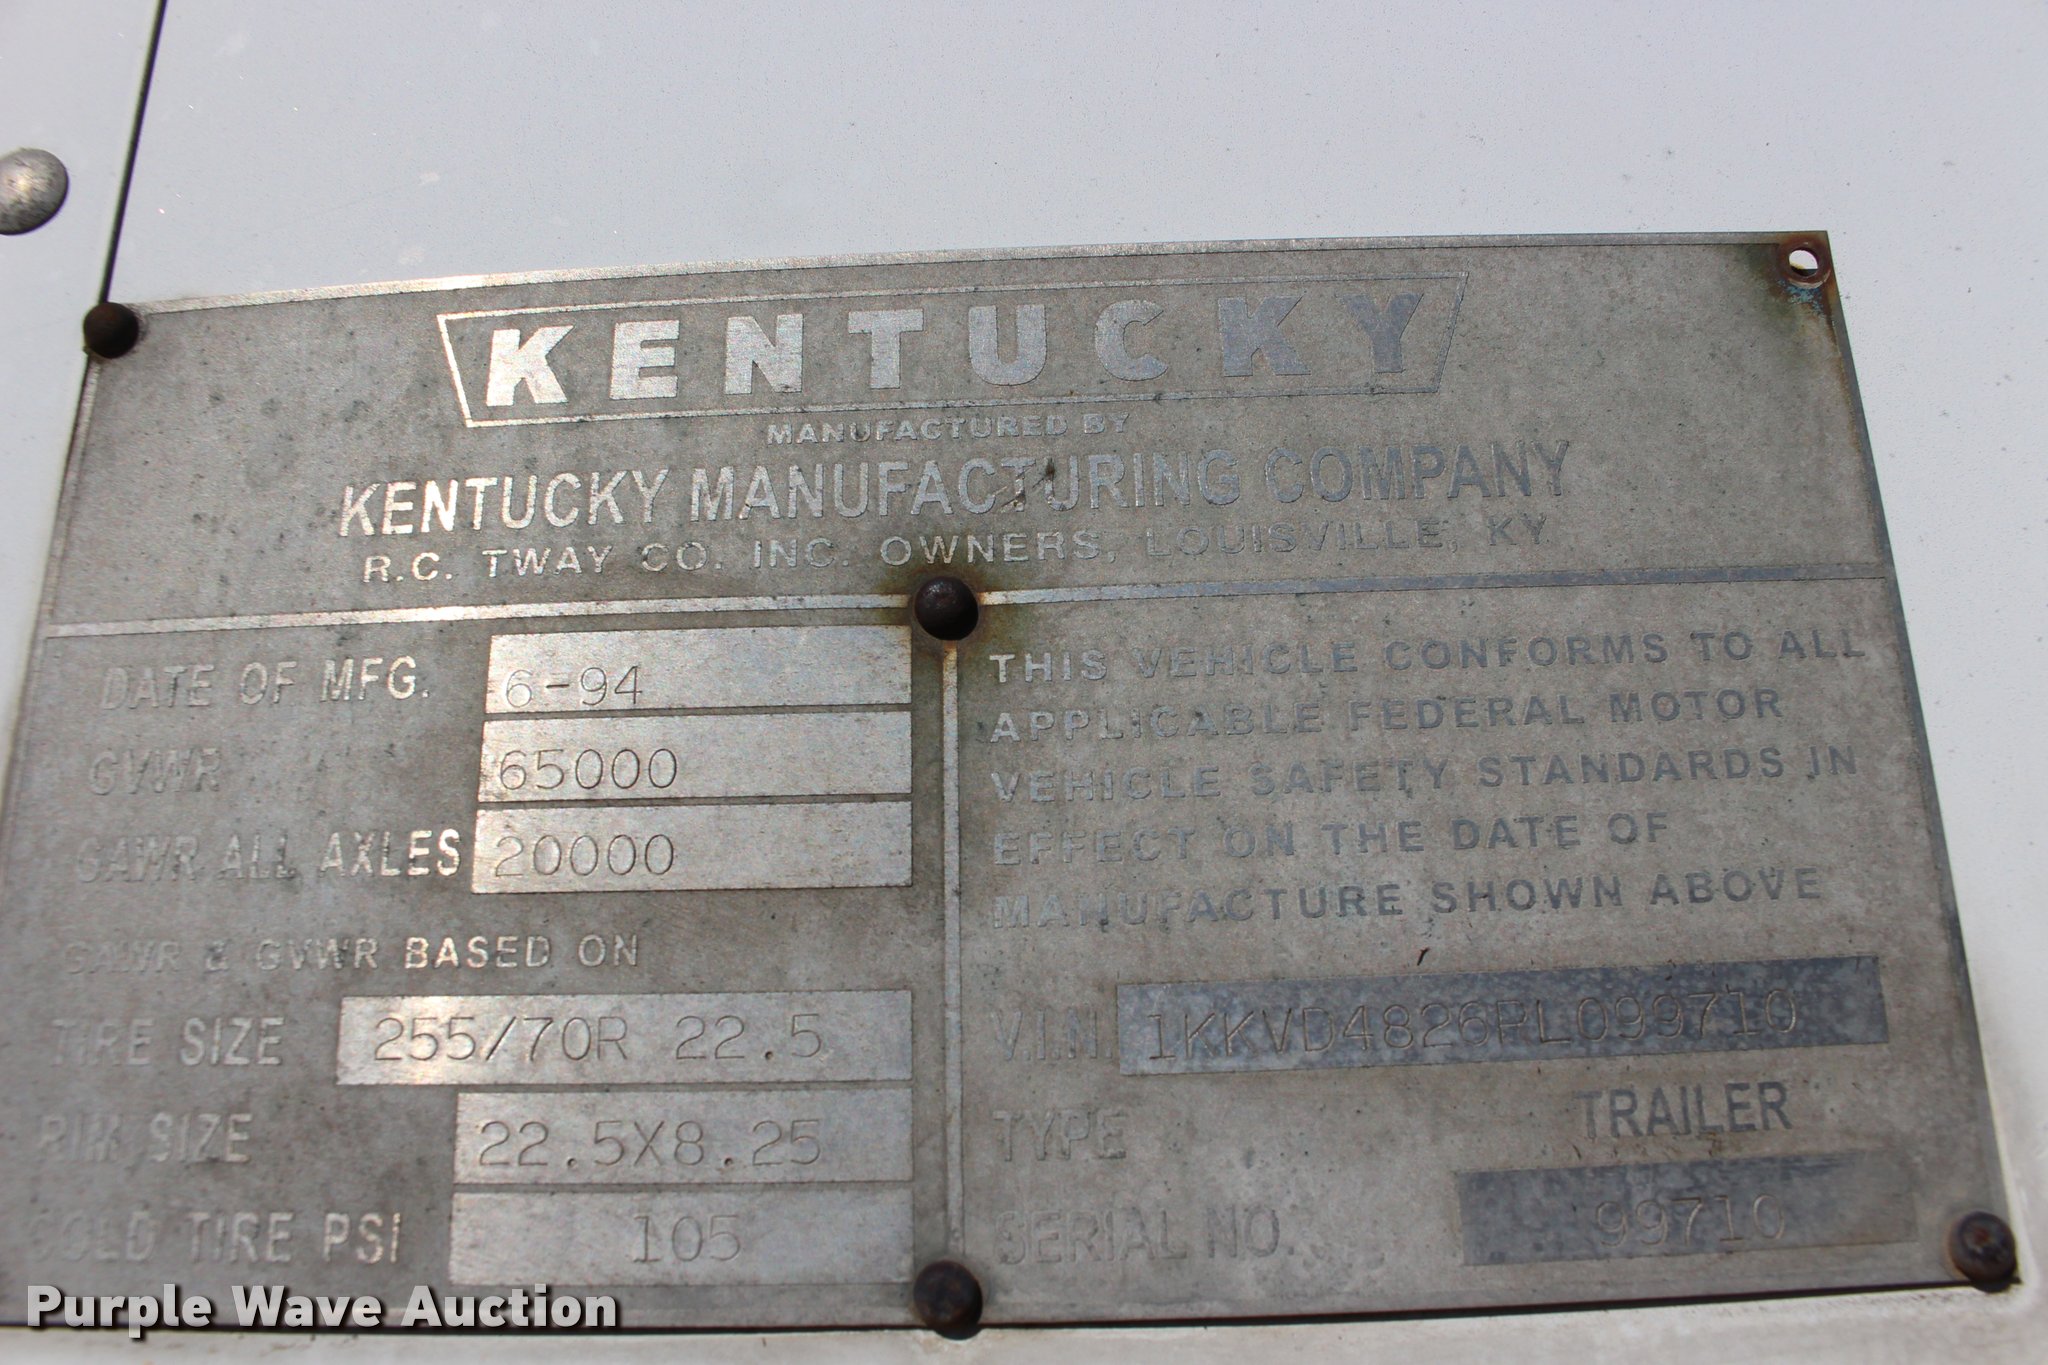 KENTUCKY
MANUFACTURED BY
KENTUCKY MANUFACTURING COMPANY
R.C. TWAY CO. INC. OWNERS, LOUISVILLE, KY.
DATE OF MFG. 6-94
GVWR 65000
GAWR ALL AXLES 20000
GAWR & GVWR BASED ON
TIRE SIZE 255/70R 22.5
RIM SIZE 22.5X8.25
COLD TIRE PSI 105
THIS VEHICLE CONFORMS TO ALL
APPLICABLE FEDERAL MOTOR
VEHICLE SAFETY STANDARDS IN
EFFECT ON THE DATE OF
MANUFACTURE SHOWN ABOVE
V.I.N. 1KKVD4826RL099710
TYPE TRAILER
SERIAL NO. 99710
Purple Wave Auction